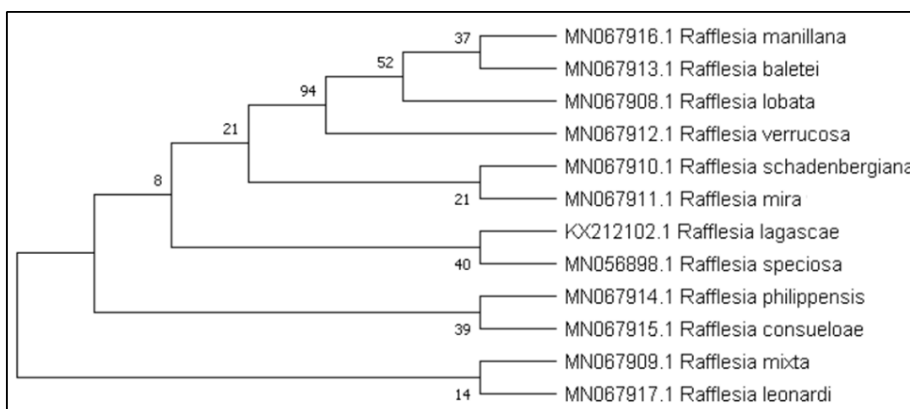 37
MN067916.1 Rafflesia manillana
52
MN067913.1 Rafflesia baletei
94
MN067908.1 Rafflesia lobata
21
MN067912.1 Rafflesia verrucosa
8
MN067910.1 Rafflesia schadenbergiana
21
MN067911.1 Rafflesia mira
KX212102.1 Rafflesia lagascae
40
MN056898.1 Rafflesia speciosa
MN067914.1 Rafflesia philippensis
39
MN067915.1 Rafflesia consueloae
MN067909.1 Rafflesia mixta
14
MN067917.1 Rafflesia leonardi